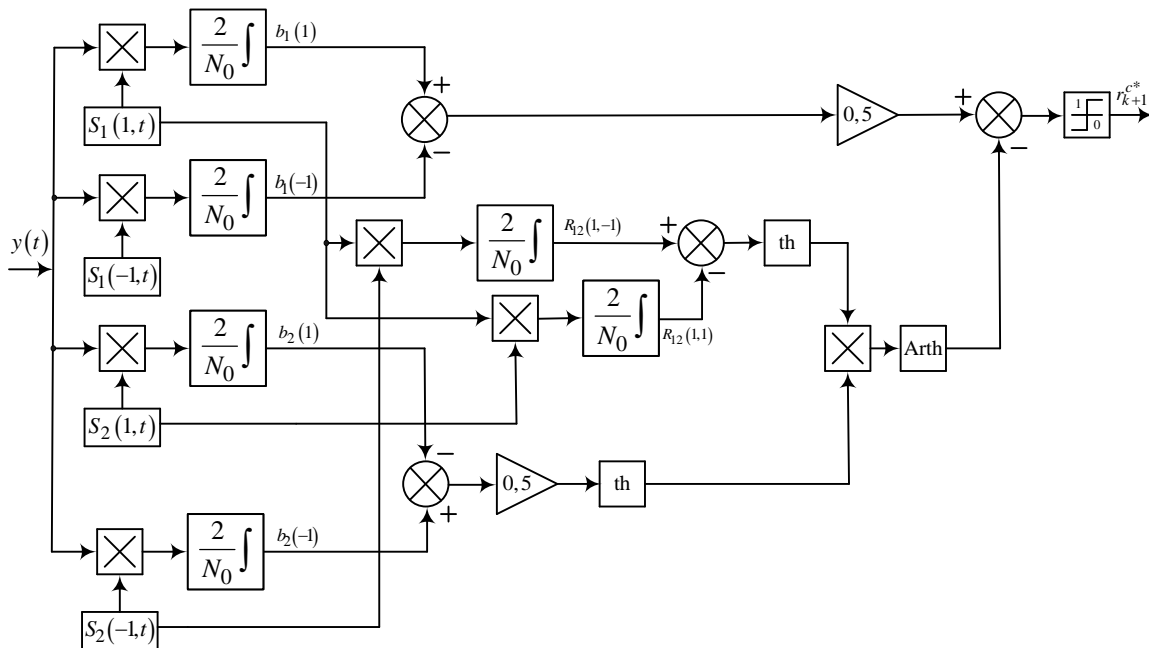 2/N₀ ∫ b₁(1)
S₁(1,t)
0,5
+
−
+
−
1
0
r_{k+1}^{c*}
2/N₀ ∫ b₁(−1)
y(t)
S₁(−1,t)
2/N₀ ∫ R₁₂(1,−1)
+
−
th
2/N₀ ∫ R₁₂(1,1)
2/N₀ ∫ b₂(1)
Arth
S₂(1,t)
−
+
0,5
th
2/N₀ ∫ b₂(−1)
S₂(−1,t)